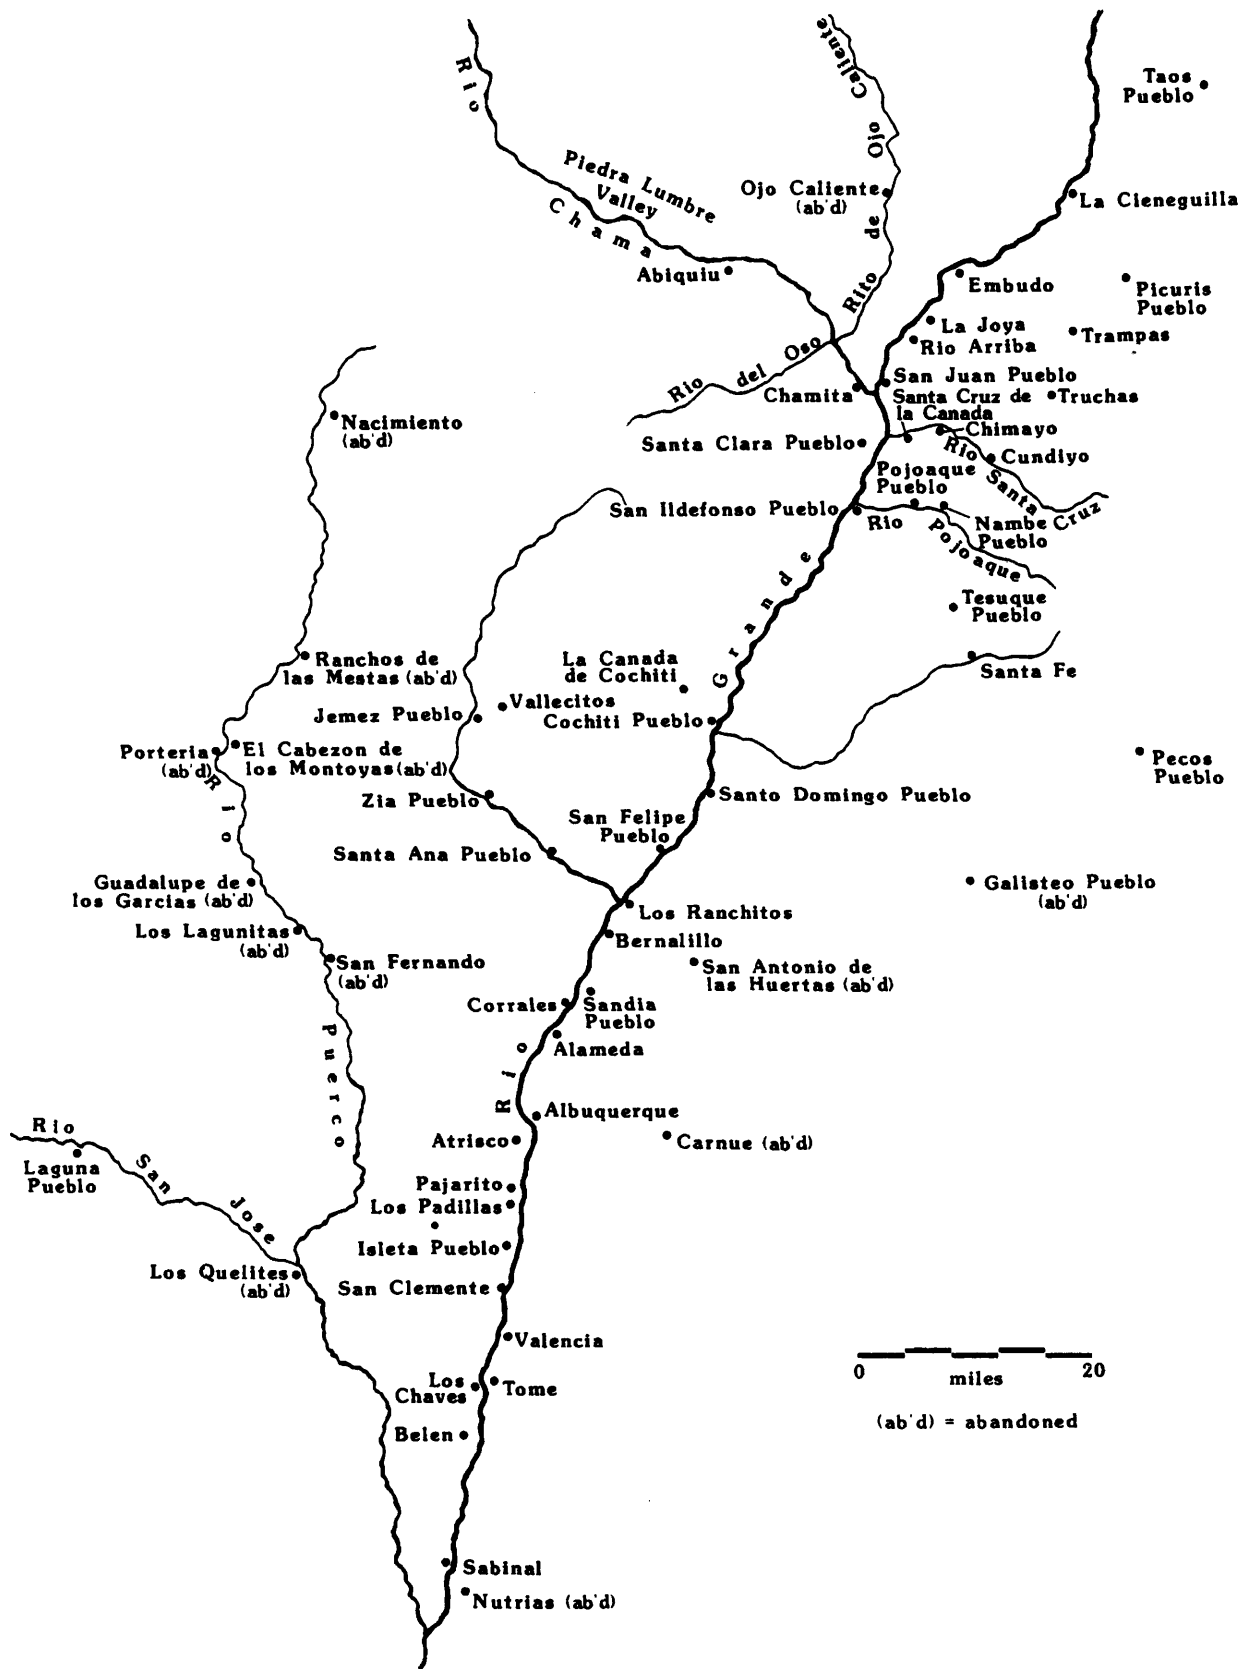 Rio
Caliente
Ojo
de
Rito
Taos
Pueblo
Piedra Lumbre
Valley
Chama
Ojo Caliente
(ab'd)
La Cieneguilla
Abiquiu
Embudo
Picuris
Pueblo
La Joya
Rio Arriba
Trampas
Rio del Oso
San Juan Pueblo
Chamita
Santa Cruz de
la Canada
Truchas
Nacimiento
(ab'd)
Santa Clara Pueblo
Chimayo
Cundiyo
Rio Santa Cruz
Pojoaque
Pueblo
San Ildefonso Pueblo
Rio
Pojoaque
Nambe
Pueblo
Grande
Tesuque
Pueblo
Ranchos de
las Mestas (ab'd)
La Canada
de Cochiti
Santa Fe
Vallecitos
Jemez Pueblo
Cochiti Pueblo
Porteria
(ab'd)
El Cabezon de
los Montoyas (ab'd)
Pecos
Pueblo
Rio
Zia Pueblo
Santo Domingo Pueblo
San Felipe
Pueblo
Santa Ana Pueblo
Guadalupe de
los Garcias (ab'd)
Galisteo Pueblo
(ab'd)
Los Ranchitos
Los Lagunitas
(ab'd)
Bernalillo
San Fernando
(ab'd)
San Antonio de
las Huertas (ab'd)
Corrales
Sandia
Pueblo
Puerco
Rio
Alameda
Albuquerque
Atrisco
Carnue (ab'd)
Rio
San
Jose
Laguna
Pueblo
Pajarito
Los Padillas
Isleta Pueblo
Los Quelites
(ab'd)
San Clemente
Valencia
Los
Chaves
Tome
Belen
0 20
miles
(ab'd) = abandoned
Sabinal
Nutrias (ab'd)